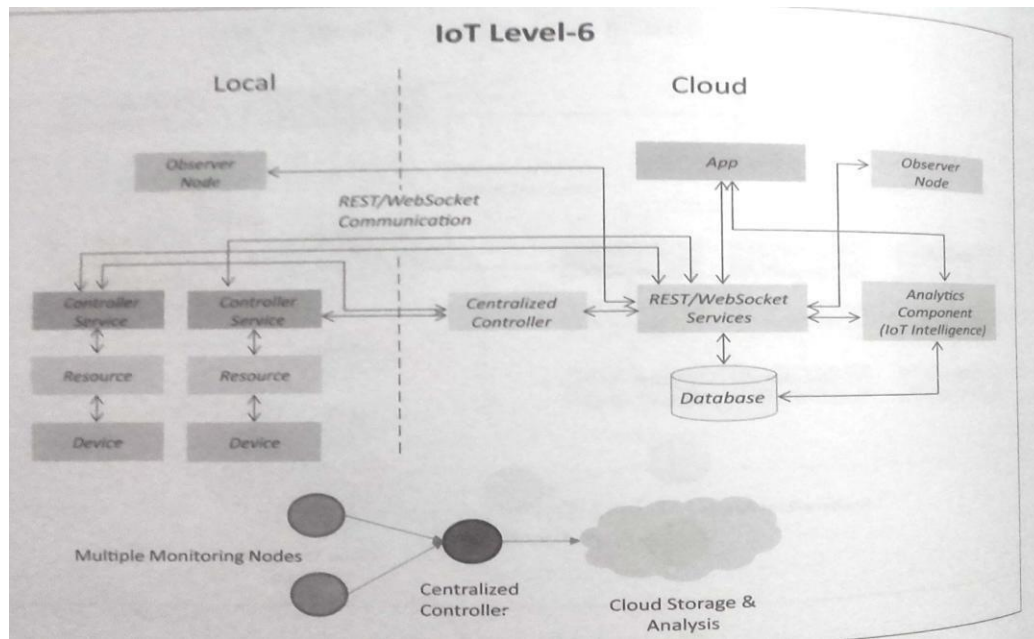 IoT Level-6
Local
Cloud
Observer
Node
App
Observer
Node
REST/WebSocket
Communication
Controller
Service
Controller
Service
Centralized
Controller
REST/WebSocket
Services
Analytics
Component
(IoT Intelligence)
Resource
Resource
Database
Device
Device
Multiple Monitoring Nodes
Centralized
Controller
Cloud Storage &
Analysis